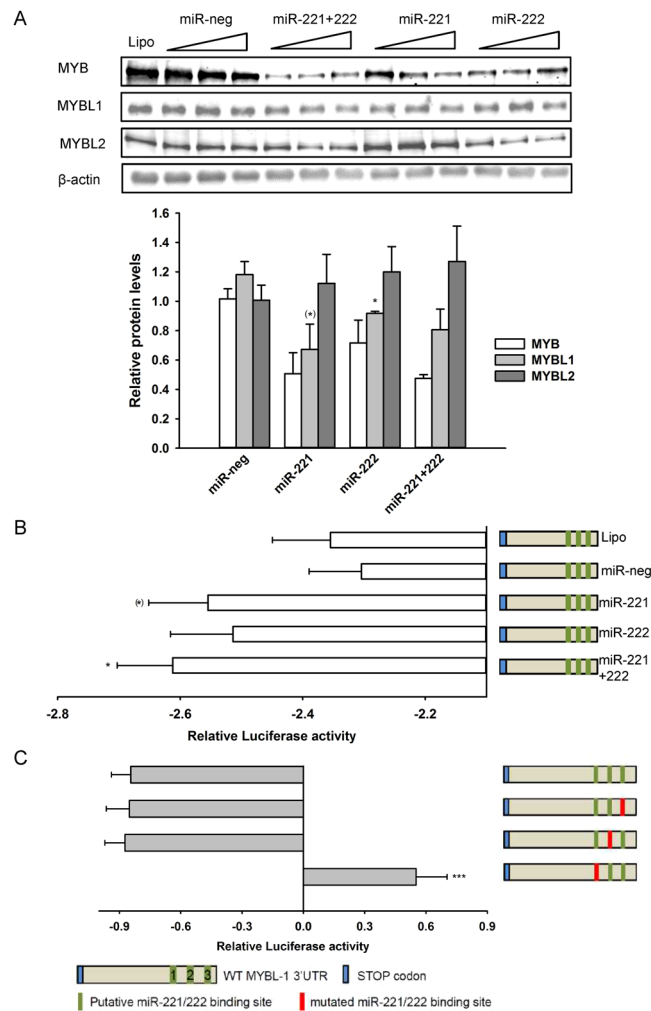 A
miR-neg miR-221+222 miR-221 miR-222
Lipo
MYB
MYBL1
MYBL2
β-actin
Relative protein levels
1.6
1.4
1.2
1.0
0.8
0.6
0.4
0.2
0.0
(*)
*
MYB
MYBL1
MYBL2
miR-neg miR-221 miR-222 miR-221+222
B
Lipo
miR-neg
(*) miR-221
miR-222
* miR-221
+222
-2.8 -2.6 -2.4 -2.2
Relative Luciferase activity
C
***
-0.9 -0.6 -0.3 0.0 0.3 0.6 0.9
Relative Luciferase activity
1 2 3 WT MYBL-1 3'UTR STOP codon
Putative miR-221/222 binding site mutated miR-221/222 binding site